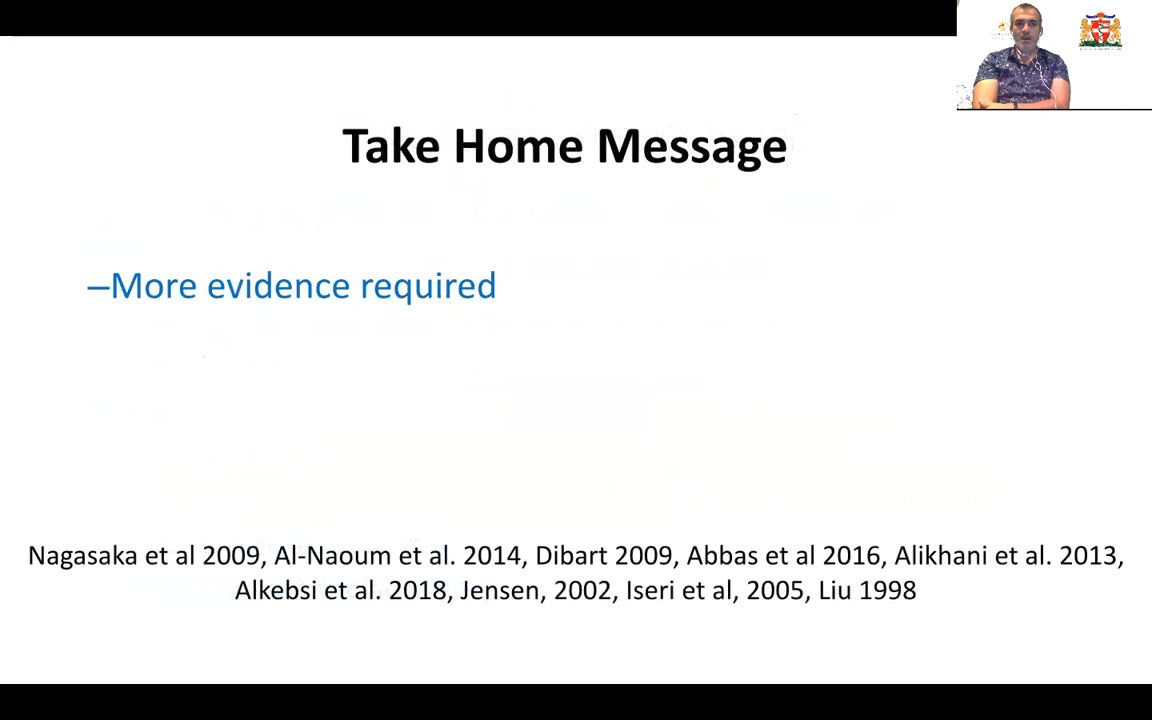 Take Home Message
–More evidence required
Nagasaka et al 2009, Al-Naoum et al. 2014, Dibart 2009, Abbas et al 2016, Alikhani et al. 2013,
Alkebsi et al. 2018, Jensen, 2002, Iseri et al, 2005, Liu 1998